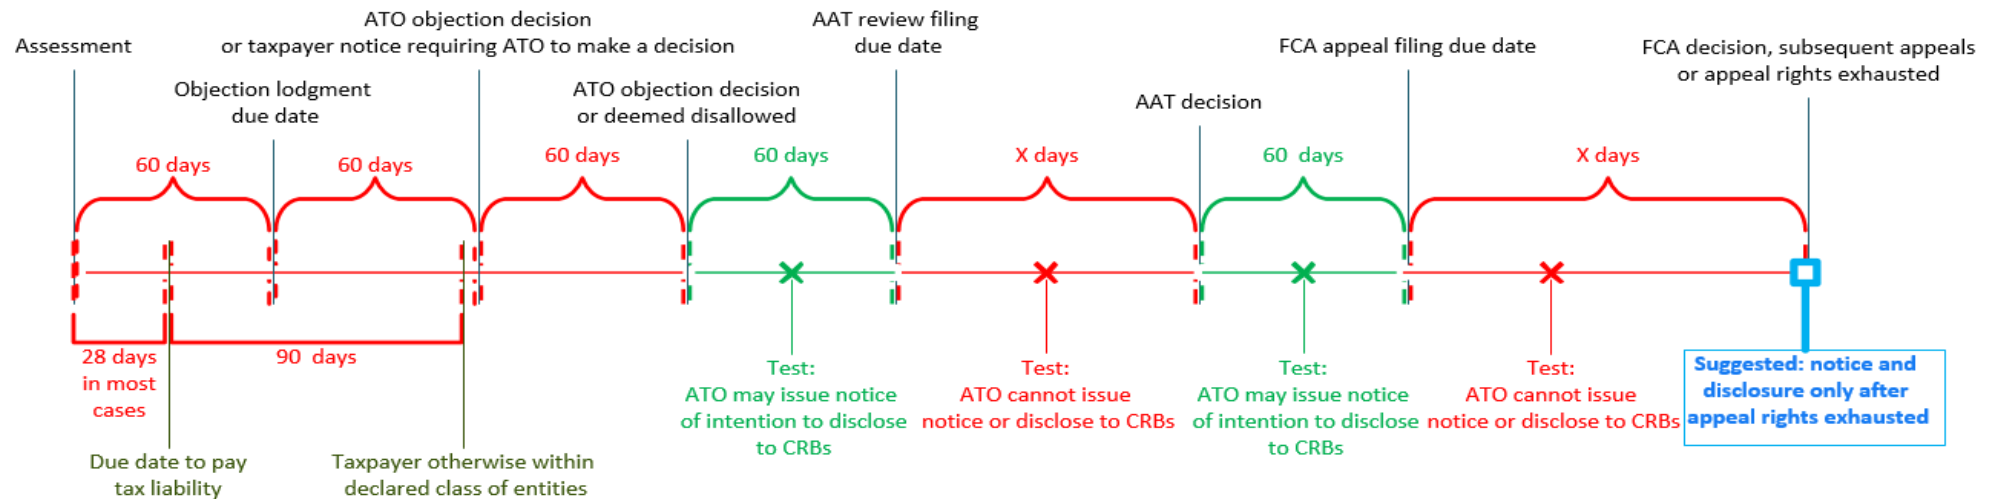 Assessment
ATO objection decision
or taxpayer notice requiring ATO to make a decision
AAT review filing
due date
FCA appeal filing due date
FCA decision, subsequent appeals
or appeal rights exhausted
Objection lodgment
due date
ATO objection decision
or deemed disallowed
AAT decision
60 days
60 days
60 days
60 days
X days
60  days
X days
28 days
in most
cases
90  days
Test:
ATO may issue notice
of intention to disclose
to CRBs
Test:
ATO cannot issue
notice or disclose to CRBs
Test:
ATO may issue notice
of intention to disclose
to CRBs
Test:
ATO cannot issue
notice or disclose to CRBs
Suggested: notice and
disclosure only after
appeal rights exhausted
Due date to pay
tax liability
Taxpayer otherwise within
declared class of entities